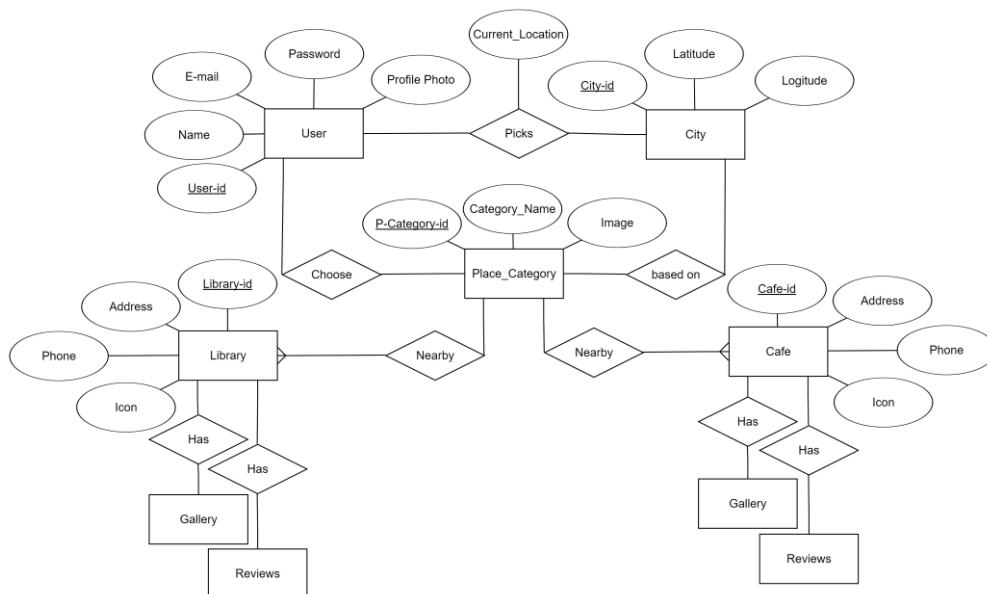 Current_Location
Password
Latitude
E-mail
Profile Photo
City-id
Logitude
Name
User
Picks
City
User-id
Category_Name
P-Category-id
Image
Choose
Place_Category
based on
Library-id
Cafe-id
Address
Address
Phone
Library
Nearby
Nearby
Cafe
Phone
Icon
Icon
Has
Has
Has
Has
Gallery
Gallery
Reviews
Reviews